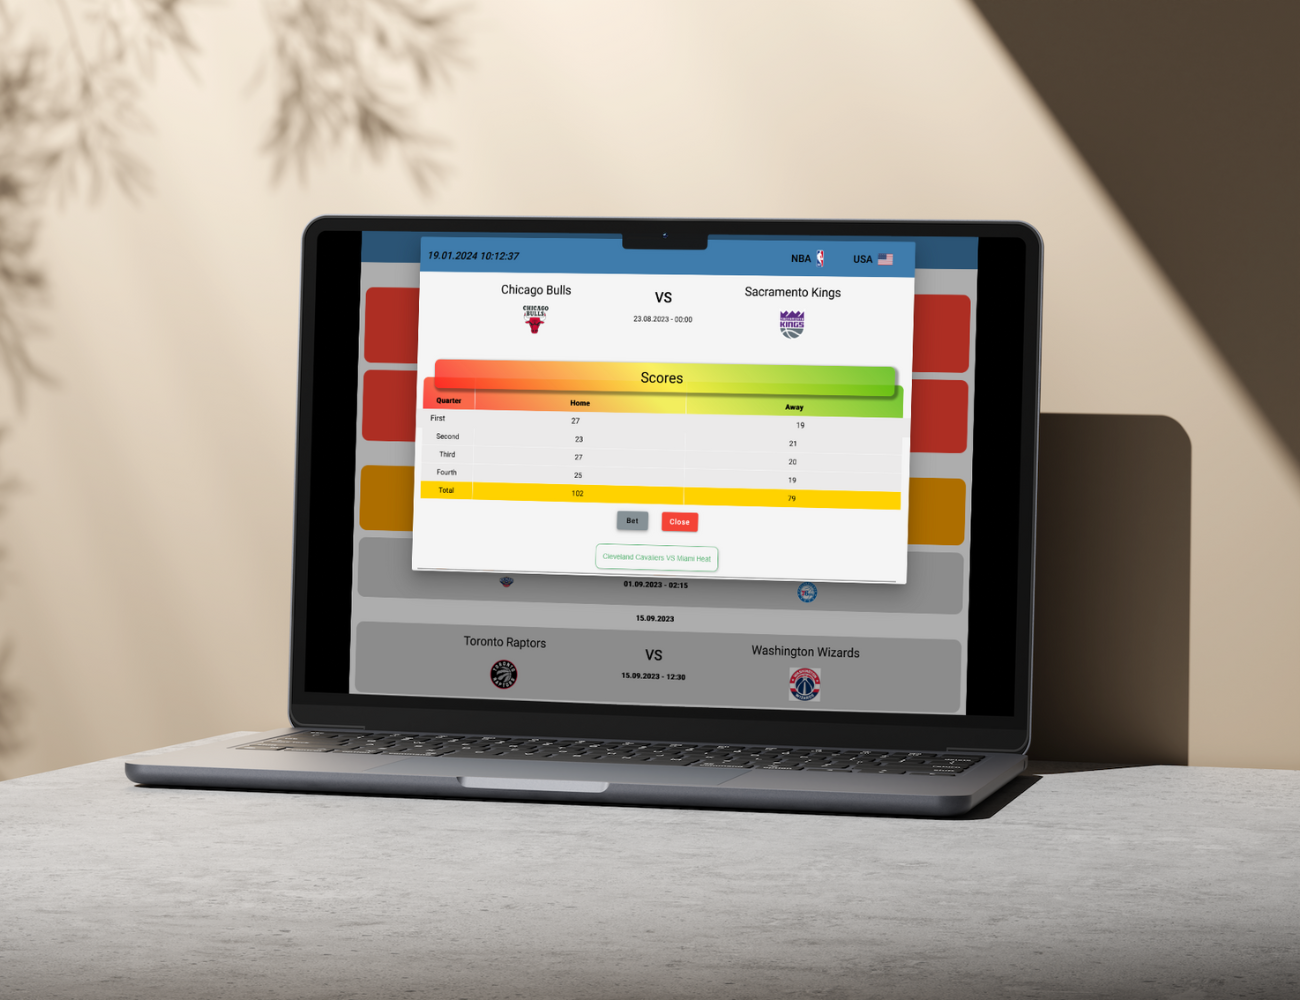 19.01.2024 10:12:37
NBA
USA
Chicago Bulls
VS
Sacramento Kings
23.08.2023 - 00:00
CHICAGO
BULLS
KINGS
Scores
Quarter Home Away
First 27 19
Second 23 21
Third 27 20
Fourth 25 19
Total 102 79
Bet
Close
Cleveland Cavaliers VS Miami Heat
01.09.2023 - 02:15
15.09.2023
Toronto Raptors
VS
Washington Wizards
15.09.2023 - 12:30